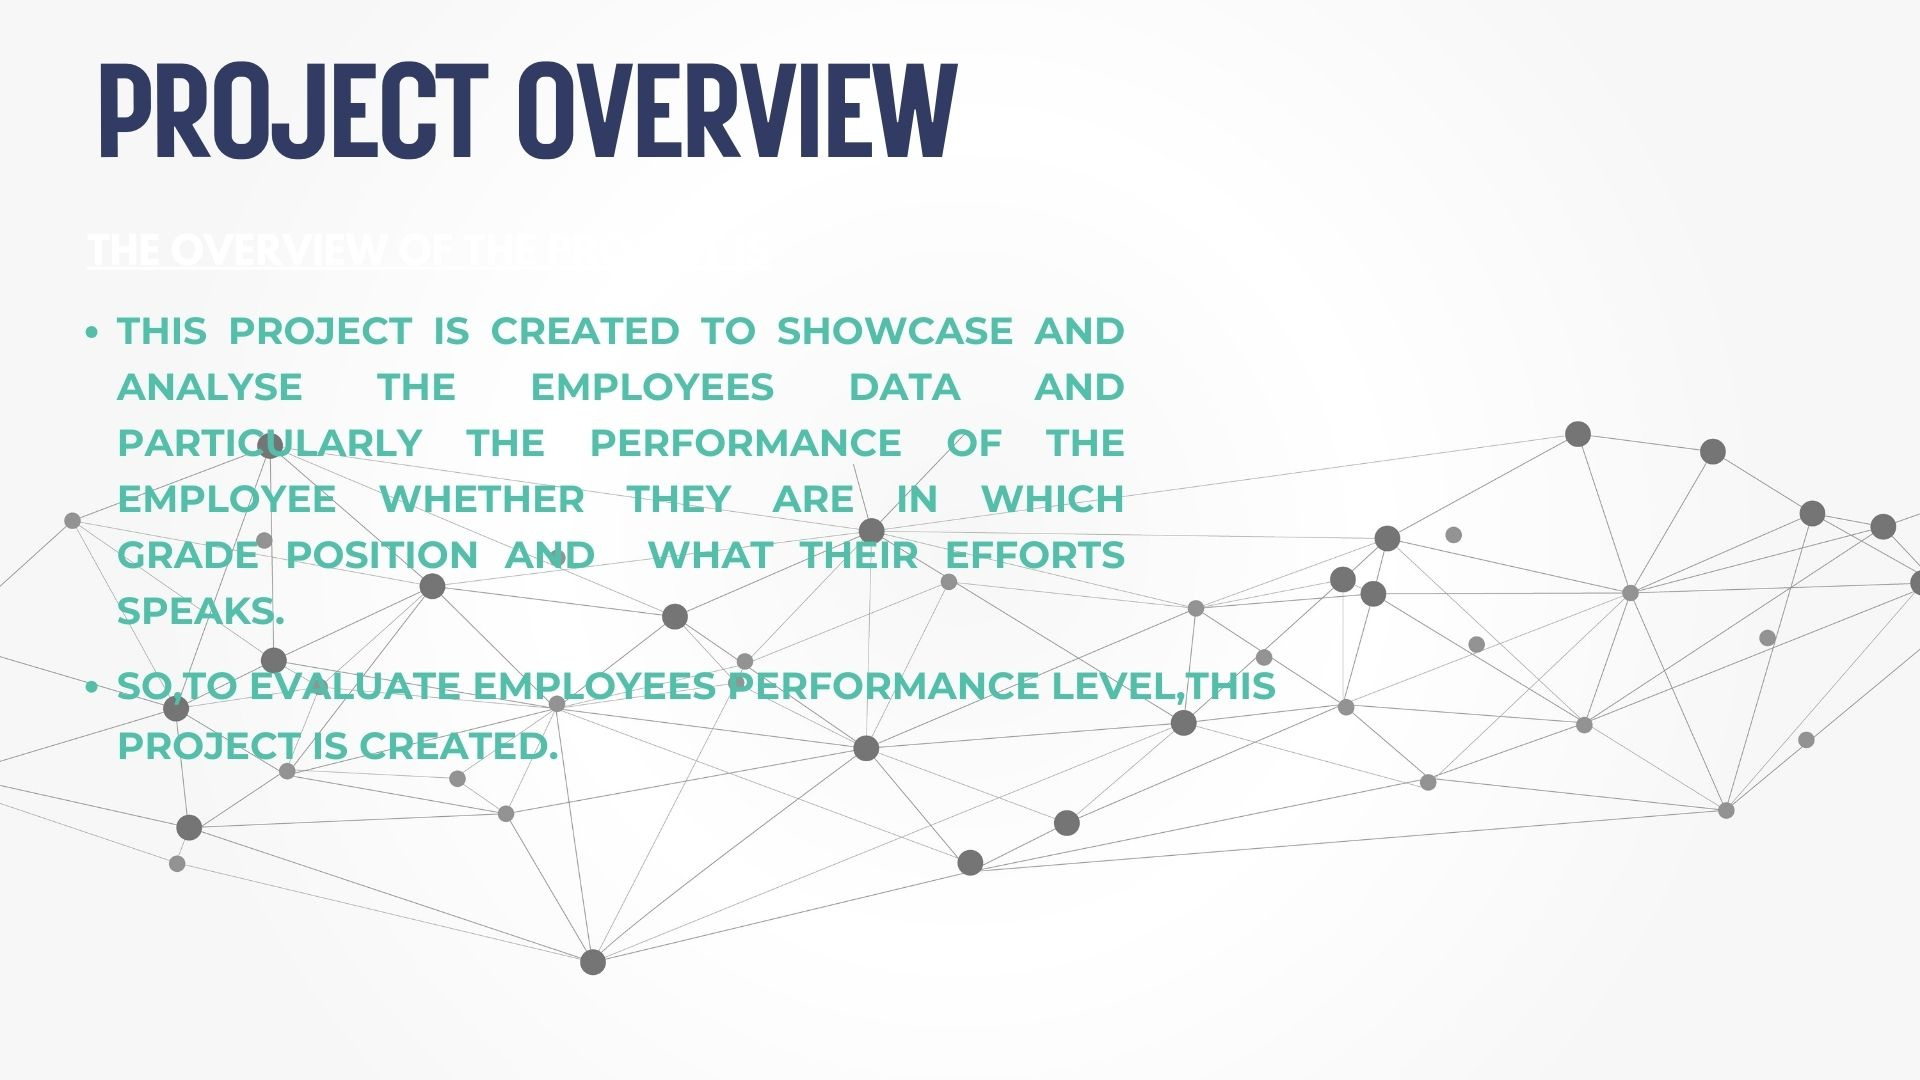 PROJECT OVERVIEW
THE OVERVIEW OF THE PROJECT IS
• THIS PROJECT IS CREATED TO SHOWCASE AND
ANALYSE THE EMPLOYEES DATA AND
PARTICULARLY THE PERFORMANCE OF THE
EMPLOYEE WHETHER THEY ARE IN WHICH
GRADE POSITION AND WHAT THEIR EFFORTS
SPEAKS.
• SO,TO EVALUATE EMPLOYEES PERFORMANCE LEVEL,THIS
PROJECT IS CREATED.